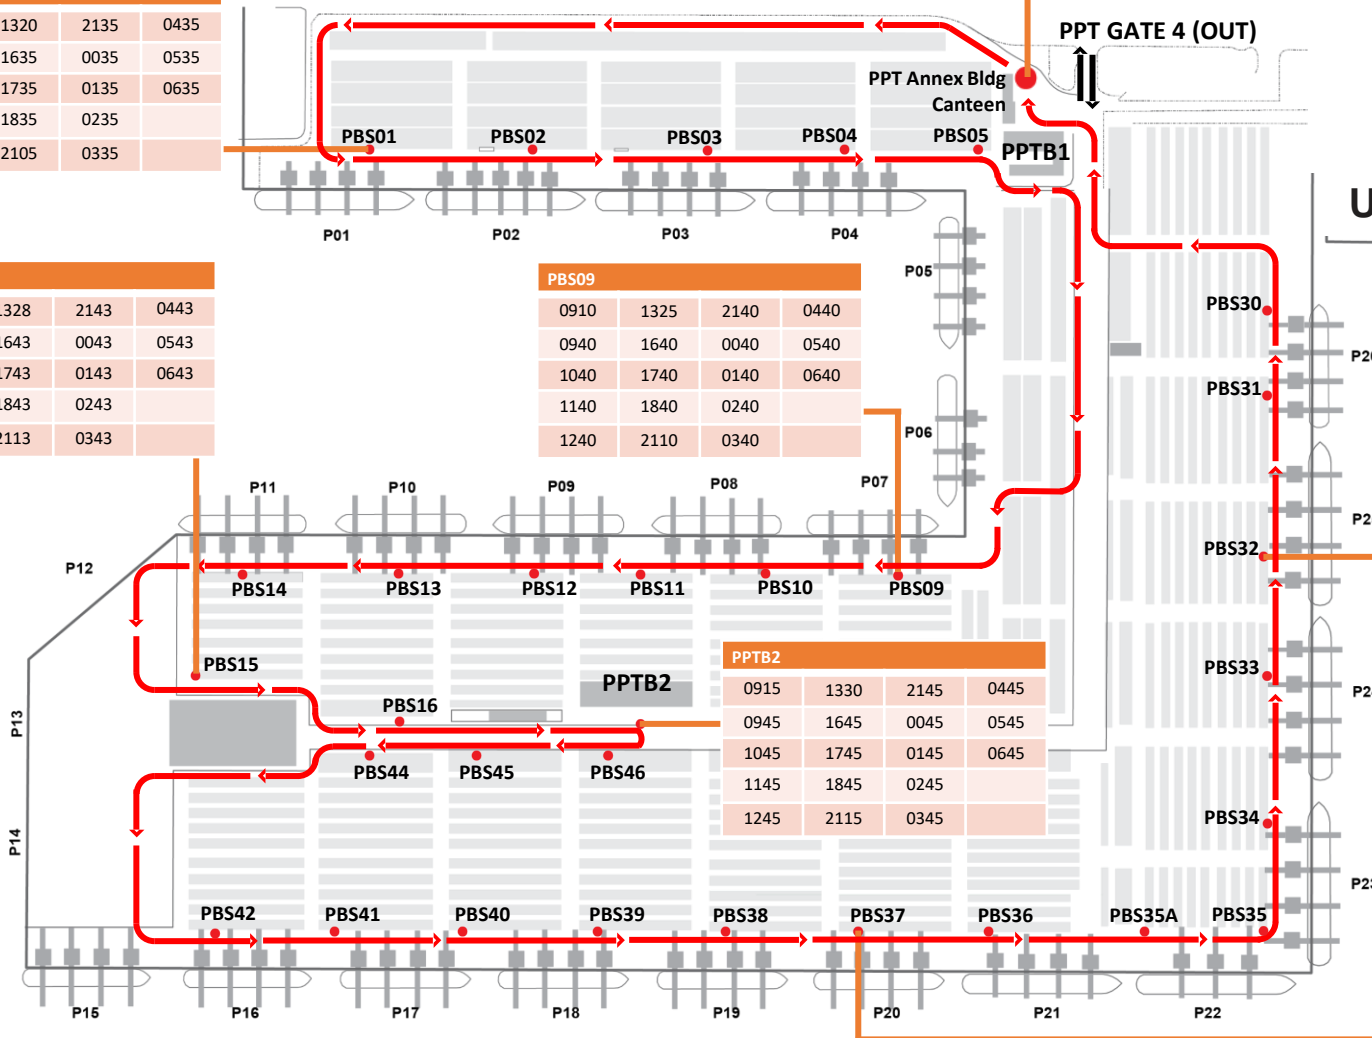 1320 2135 0435
1635 0035 0535
1735 0135 0635
1835 0235
2105 0335
PPT GATE 4 (OUT)
PPT Annex Bldg
Canteen
PBS01 PBS02 PBS03 PBS04 PBS05
PPTB1
P01 P02 P03 P04
U
P05
PBS09
0910 1325 2140 0440
0940 1640 0040 0540
1040 1740 0140 0640
1140 1840 0240
1240 2110 0340
1328 2143 0443
1643 0043 0543
1743 0143 0643
1843 0243
2113 0343
PBS30
PBS31
P06
P11 P10 P09 P08 P07
PBS32
P12
PBS14 PBS13 PBS12 PBS11 PBS10 PBS09
PBS15
PBS33
PPTB2
PBS16
P13
PBS44 PBS45 PBS46
PPTB2
0915 1330 2145 0445
0945 1645 0045 0545
1045 1745 0145 0645
1145 1845 0245
1245 2115 0345
PBS34
P14
PBS42 PBS41 PBS40 PBS39 PBS38 PBS37 PBS36 PBS35A PBS35
P15 P16 P17 P18 P19 P20 P21 P22